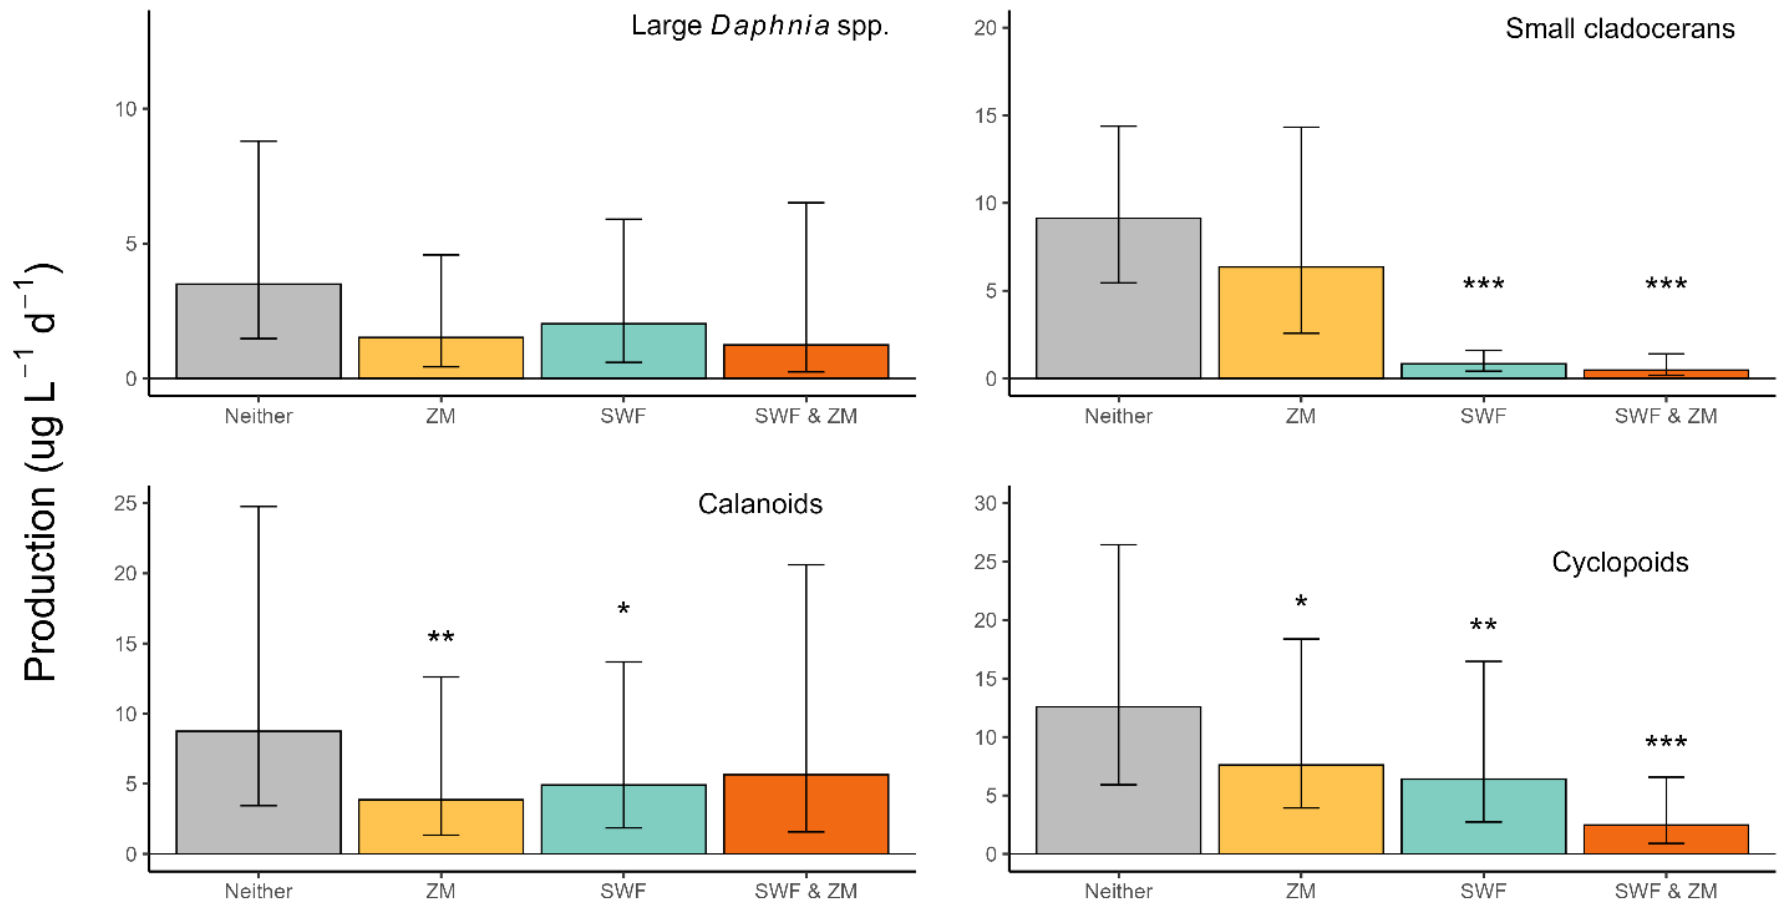 Production (ug L⁻¹ d⁻¹)
Large Daphnia spp.
10
5
0
Neither ZM SWF SWF & ZM
Small cladocerans
20
15
10
5
0
*** ***
Neither ZM SWF SWF & ZM
Calanoids
25
20
15
10
5
0
** *
Neither ZM SWF SWF & ZM
Cyclopoids
30
25
20
15
10
5
0
* ** ***
Neither ZM SWF SWF & ZM